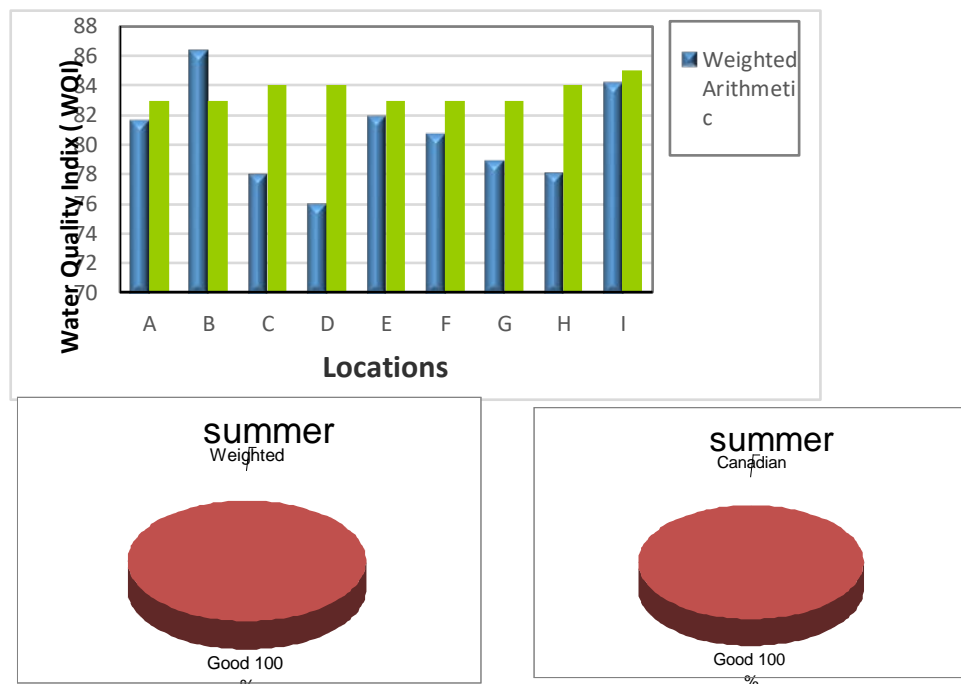 88
86
84
82
80
78
76
74
72
70
Water Quality Indix ( WQI)
A B C D E F G H I
Locations
Weighted
Arithmeti
c
summer
Weighted
Good 100
%
summer
Canadian
Good 100
%